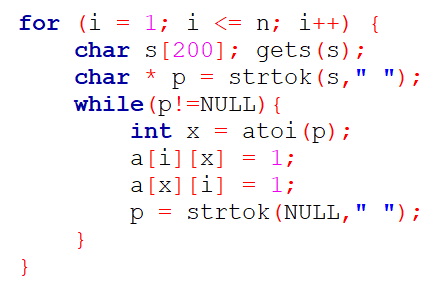 for (i = 1; i <= n; i++) {
    char s[200]; gets(s);
    char * p = strtok(s," ");
    while(p!=NULL){
        int x = atoi(p);
        a[i][x] = 1;
        a[x][i] = 1;
        p = strtok(NULL," ");
    }
}